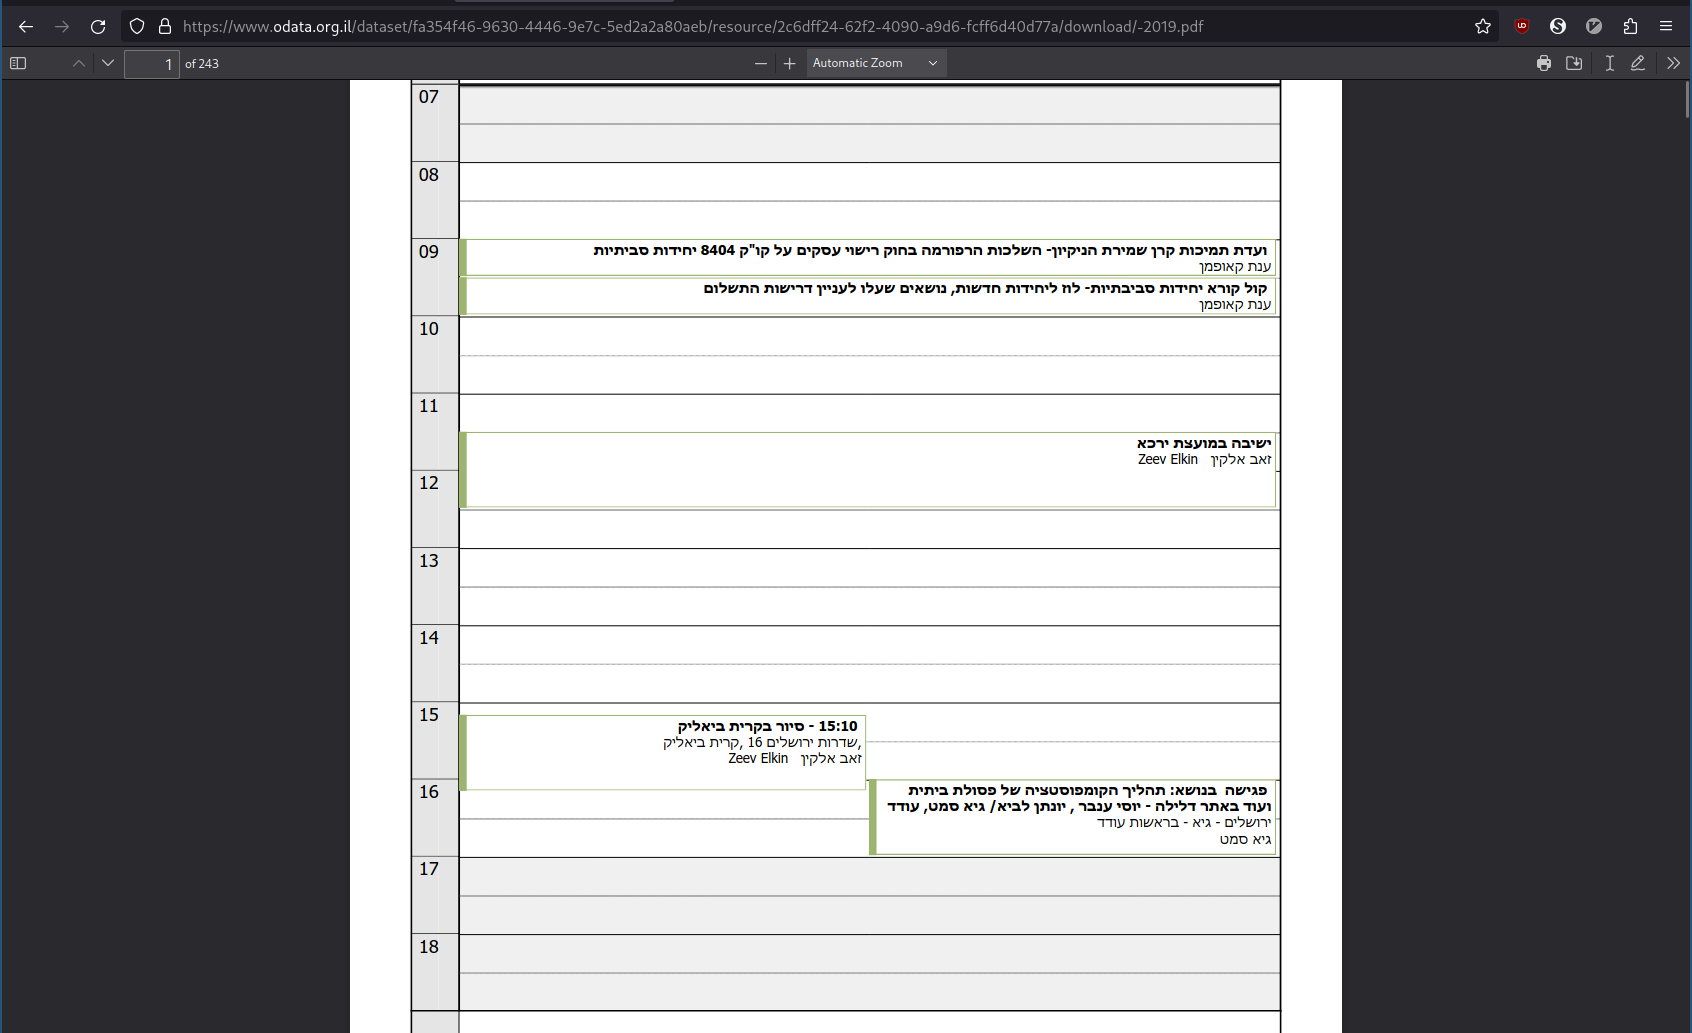 https://www.odata.org.il/dataset/fa354f46-9630-4446-9e7c-5ed2a2a80aeb/resource/2c6dff24-62f2-4090-a9d6-fcff6d40d77a/download/-2019.pdf
1 of 243
Automatic Zoom
07
08
09
ועדת תמיכות קרן שמירת הניקיון- השלכות הרפורמה בחוק רישוי עסקים על קו"ק 8404 יחידות סביתיות
ענת קאופמן
קול קורא יחידות סביבתיות- לוז ליחידות חדשות, נושאים שעלו לעניין דרישות התשלום
ענת קאופמן
10
11
ישיבה במועצת ירכא
זאב אלקין Zeev Elkin
12
13
14
15
15:10 - סיור בקרית ביאליק
שדרות ירושלים 16, קרית ביאליק,
זאב אלקין Zeev Elkin
16
פגישה בנושא: תהליך הקומפוסטציה של פסולת ביתית
ועוד באתר דלילה - יוסי ענבר , יונתן לביא/ גיא סמט, עודד
ירושלים - גיא - בראשות עודד
גיא סמט
17
18